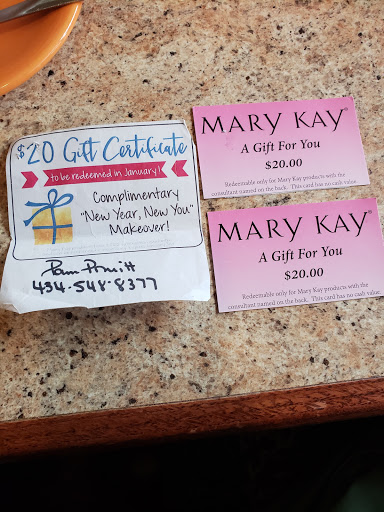 $20 Gift Certificate
to be redeemed in January!
Complimentary
"New Year, New You"
Makeover!
Pam Pruitt
434-548-8377
MARY KAY®
A Gift For You
$20.00
Redeemable only for Mary Kay products with the
consultant named on the back. This card has no cash value.
MARY KAY®
A Gift For You
$20.00
Redeemable only for Mary Kay products with the
consultant named on the back. This card has no cash value.